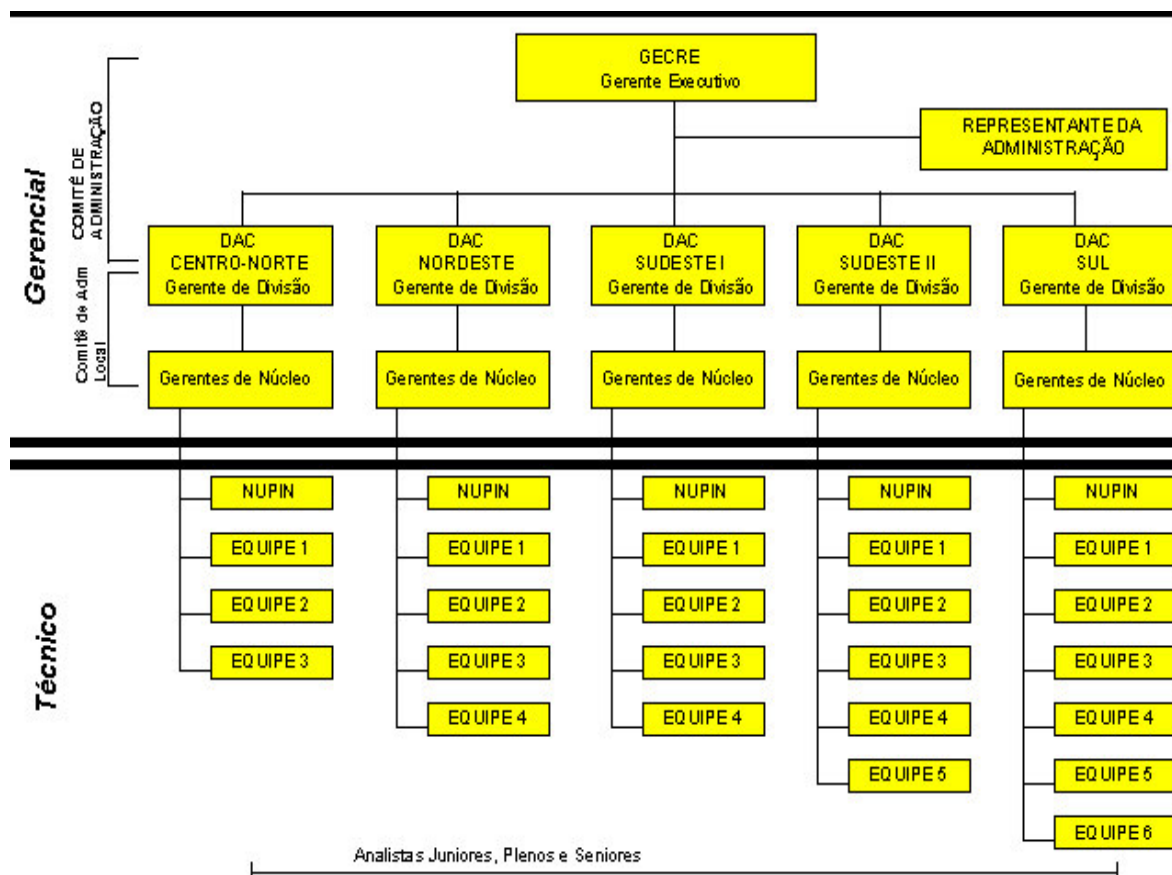 GECRE
Gerente Executivo
REPRESENTANTE DA
ADMINISTRAÇÃO
Gerencial
COMITÊ DE
ADMINISTRAÇÃO
Comitê de Adm
Local
DAC
CENTRO-NORTE
Gerente de Divisão
DAC
NORDESTE
Gerente de Divisão
DAC
SUDESTE I
Gerente de Divisão
DAC
SUDESTE II
Gerente de Divisão
DAC
SUL
Gerente de Divisão
Gerentes de Núcleo
Gerentes de Núcleo
Gerentes de Núcleo
Gerentes de Núcleo
Gerentes de Núcleo
Técnico
NUPIN
NUPIN
NUPIN
NUPIN
NUPIN
EQUIPE 1
EQUIPE 1
EQUIPE 1
EQUIPE 1
EQUIPE 1
EQUIPE 2
EQUIPE 2
EQUIPE 2
EQUIPE 2
EQUIPE 2
EQUIPE 3
EQUIPE 3
EQUIPE 3
EQUIPE 3
EQUIPE 3
EQUIPE 4
EQUIPE 4
EQUIPE 4
EQUIPE 4
EQUIPE 5
EQUIPE 5
EQUIPE 6
Analistas Juniores, Plenos e Seniores